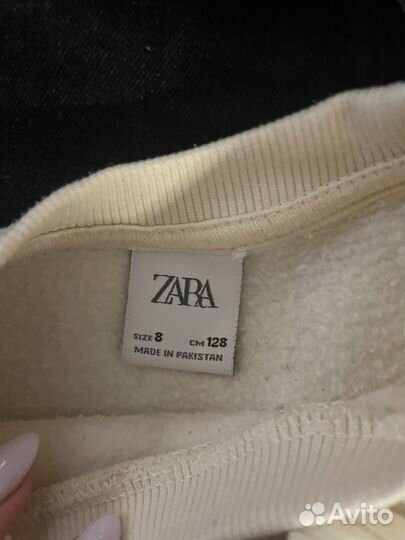 ZARA
SIZE 8 CM 128
MADE IN PAKISTAN
Avito